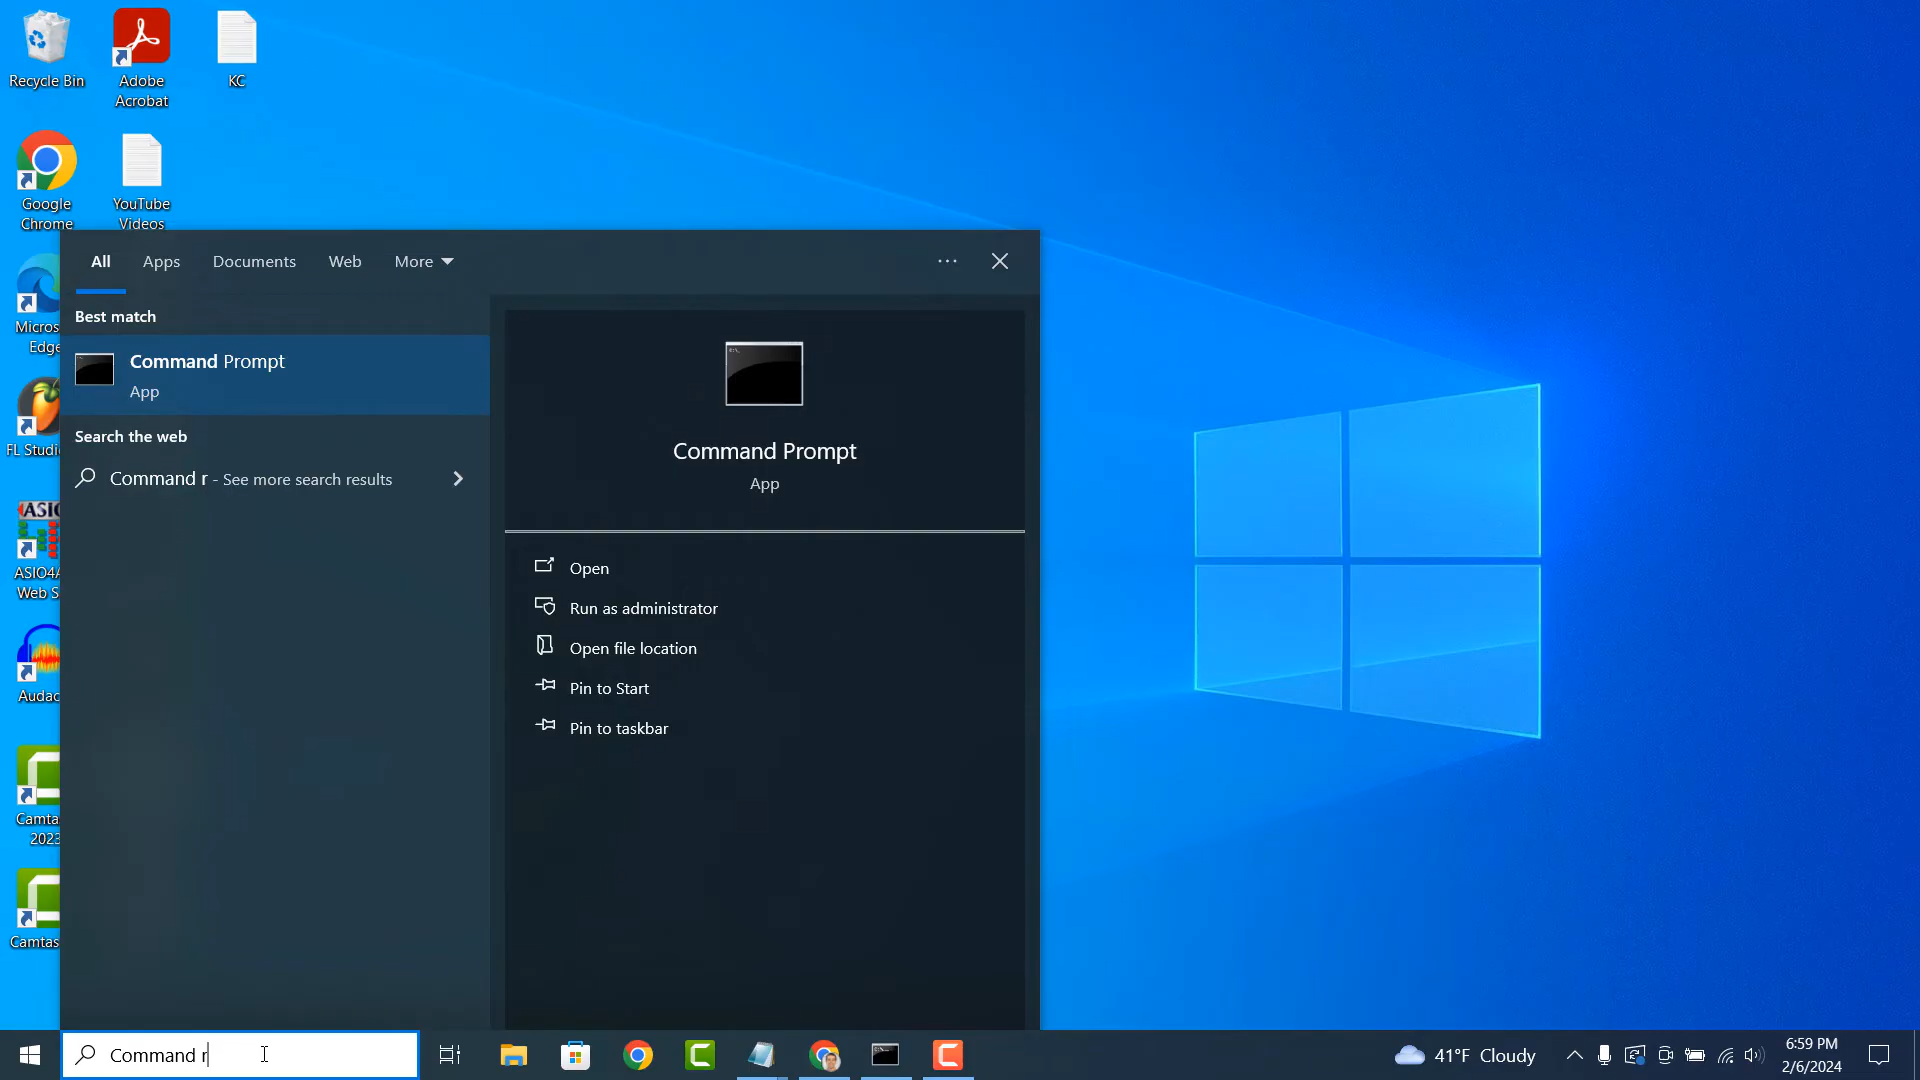 Recycle Bin
Adobe
Acrobat
KC
Google
Chrome
YouTube
Videos
Micros
Edge
FL Studi
ASIO
ASIO4A
Web S
Audac
Camta
2023
Camtas
All
Apps
Documents
Web
More
Best match
Command Prompt
App
Search the web
Command r - See more search results
Command Prompt
App
Open
Run as administrator
Open file location
Pin to Start
Pin to taskbar
Command r
41°F Cloudy
6:59 PM
2/6/2024